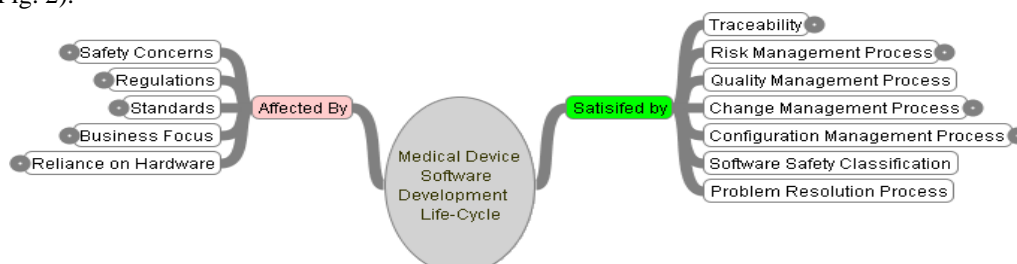 Fig. 2).
Safety Concerns
Regulations
Standards
Business Focus
Reliance on Hardware
Affected By
Medical Device
Software
Development
Life-Cycle
Satisifed by
Traceability
Risk Management Process
Quality Management Process
Change Management Process
Configuration Management Process
Software Safety Classification
Problem Resolution Process